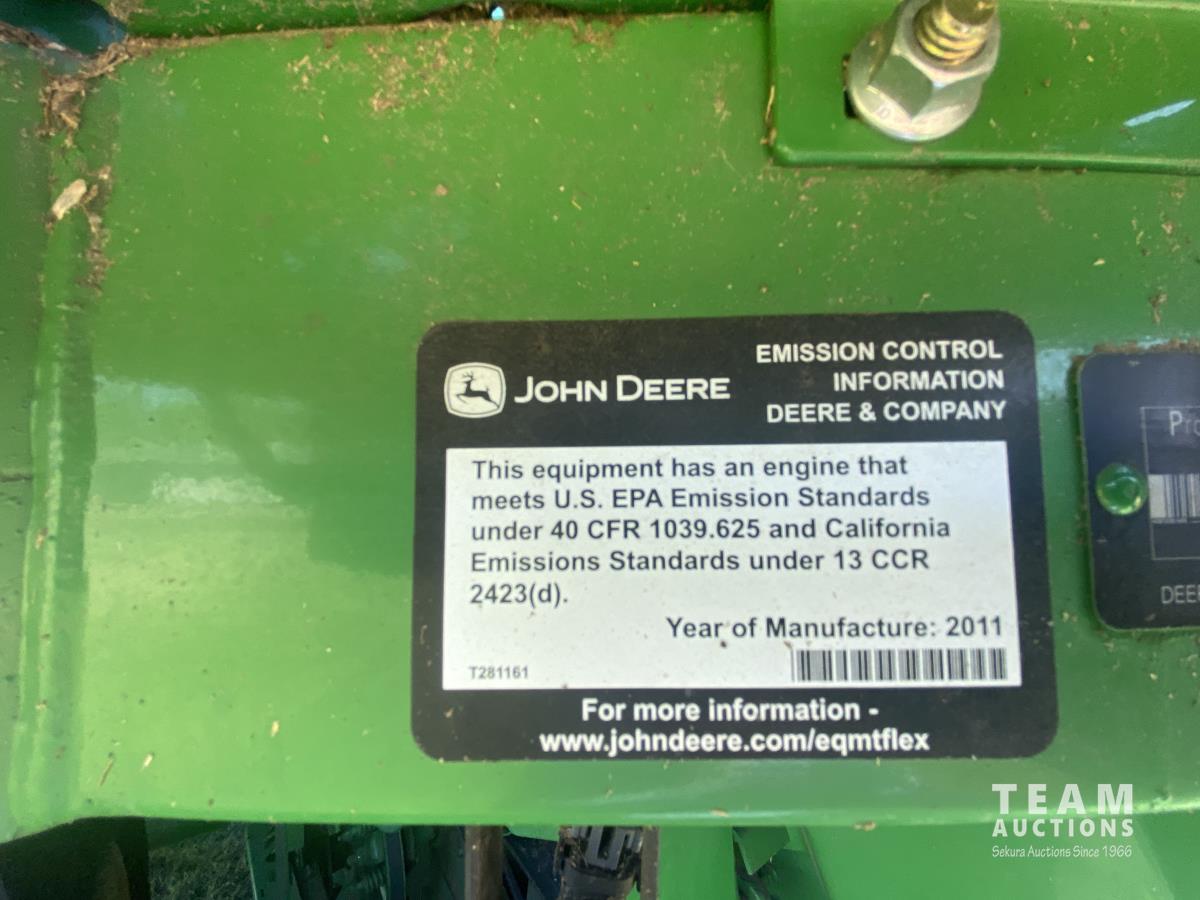 JOHN DEERE
EMISSION CONTROL
INFORMATION
DEERE & COMPANY
This equipment has an engine that
meets U.S. EPA Emission Standards
under 40 CFR 1039.625 and California
Emissions Standards under 13 CCR
2423(d).
Year of Manufacture: 2011
T281161
For more information -
www.johndeere.com/eqmtflex
TEAM
AUCTIONS
Sekura Auctions Since 1966